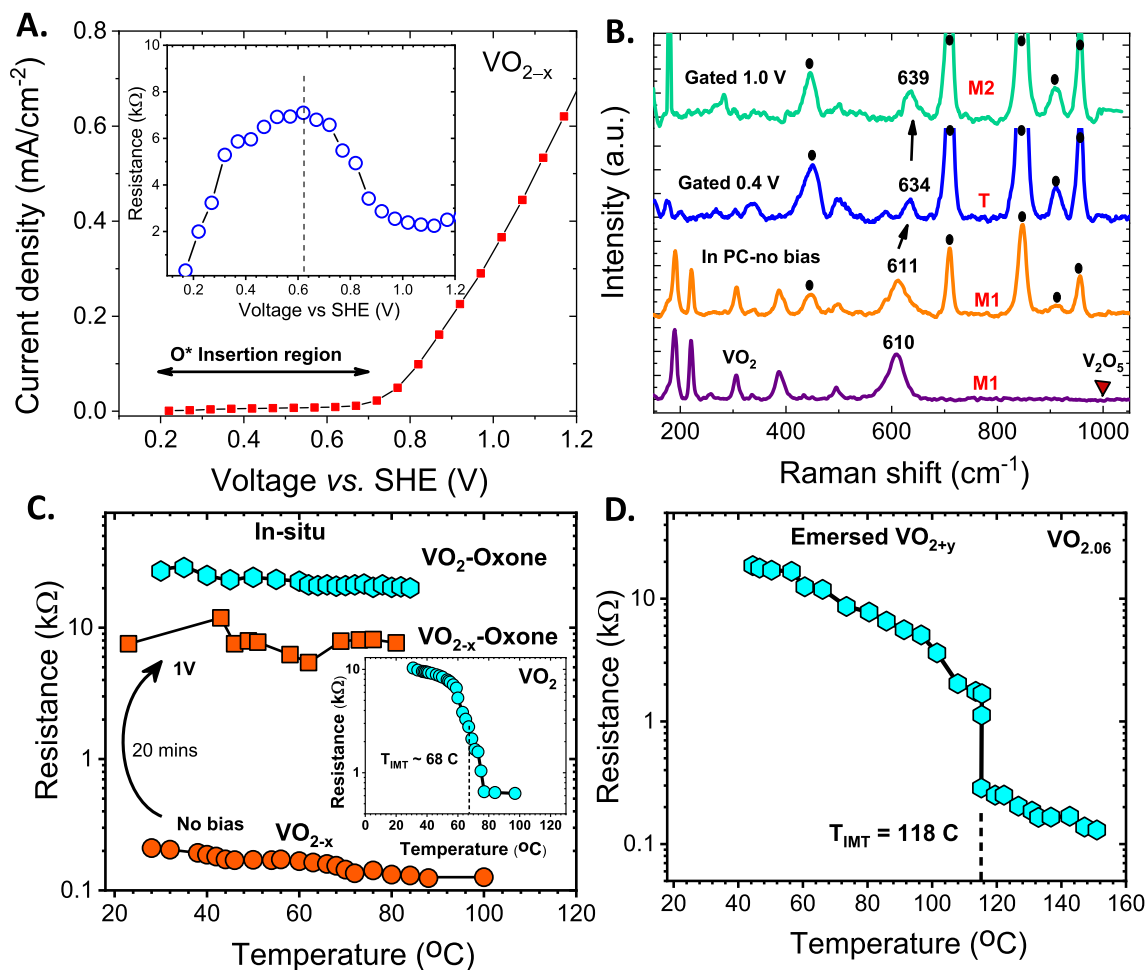 A.
VO2−x
Current density (mA/cm-2)
0.8
0.6
0.4
0.2
0.0
0.2 0.4 0.6 0.8 1.0 1.2
Voltage vs. SHE (V)
O* Insertion region
Resistance (kΩ)
10
8
6
4
2
0.2 0.4 0.6 0.8 1.0 1.2
Voltage vs SHE (V)
B.
Intensity (a.u.)
Gated 1.0 V
639
M2
Gated 0.4 V
634
T
In PC-no bias
611
M1
VO2
610
M1
V2O5
200 400 600 800 1000
Raman shift (cm-1)
C.
In-situ
VO2-Oxone
VO2-x-Oxone
1V
20 mins
No bias
VO2-x
Resistance (kΩ)
10
1
0.1
20 40 60 80 100 120
Temperature (ºC)
VO2
TIMT ~ 68 C
Resistance (kΩ)
10
1
0 20 40 60 80 100 120
Temperature (ºC)
D.
Emersed VO2+y
VO2.06
TIMT = 118 C
Resistance (kΩ)
10
1
0.1
20 40 60 80 100 120 140 160
Temperature (ºC)